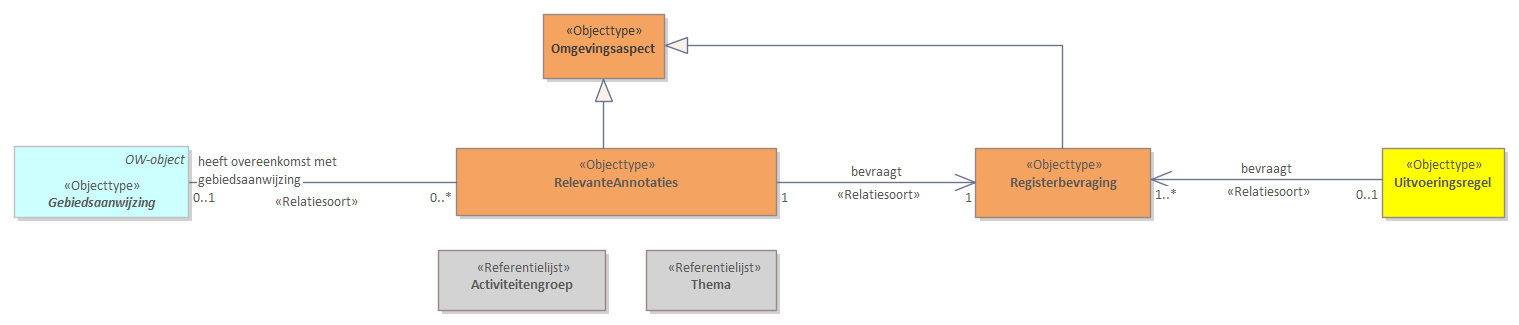 «Objecttype»
Omgevingsaspect
OW-object
«Objecttype»
Gebiedsaanwijzing
heeft overeenkomst met
gebiedsaanwijzing
0..1
«Relatiesoort»
0..*
«Objecttype»
RelevanteAnnotaties
bevraagt
1
«Relatiesoort»
1
«Objecttype»
Registerbevraging
bevraagt
1..*
«Relatiesoort»
0..1
«Objecttype»
Uitvoeringsregel
«Referentielijst»
Activiteitengroep
«Referentielijst»
Thema